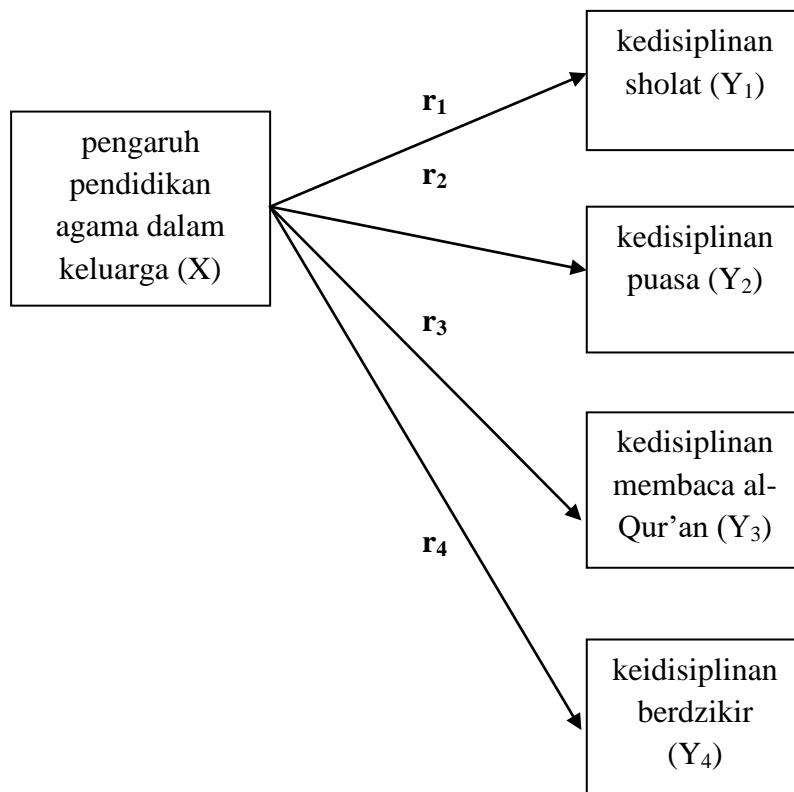 pengaruh
pendidikan
agama dalam
keluarga (X)
r₁
r₂
r₃
r₄
kedisiplinan
sholat (Y₁)
kedisiplinan
puasa (Y₂)
kedisiplinan
membaca al-
Qur’an (Y₃)
keidisiplinan
berdzikir
(Y₄)